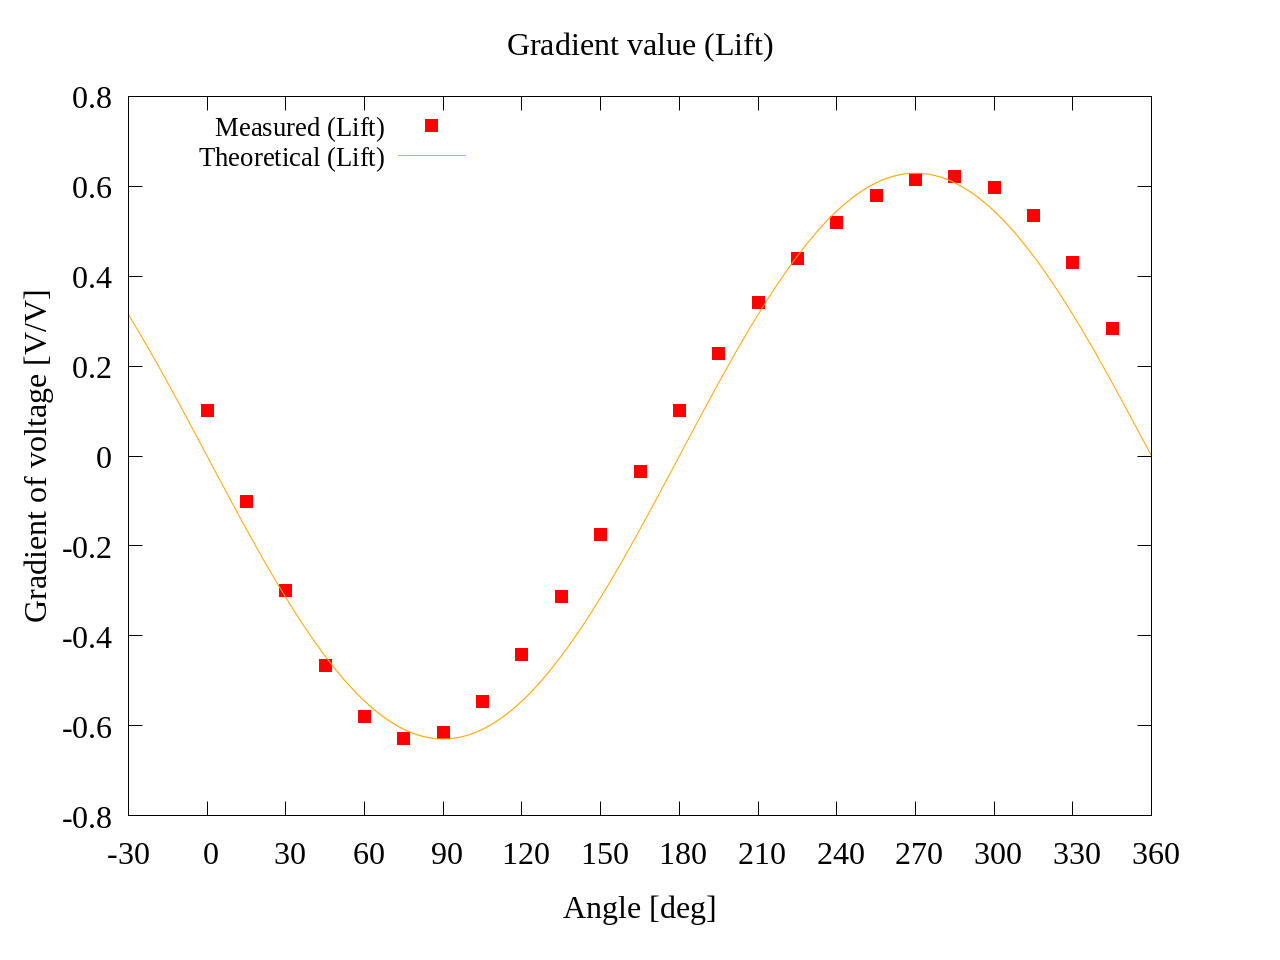 Gradient value (Lift)
0.8
0.6
0.4
0.2
0
-0.2
-0.4
-0.6
-0.8
Gradient of voltage [V/V]
Measured (Lift)
Theoretical (Lift)
-30 0 30 60 90 120 150 180 210 240 270 300 330 360
Angle [deg]